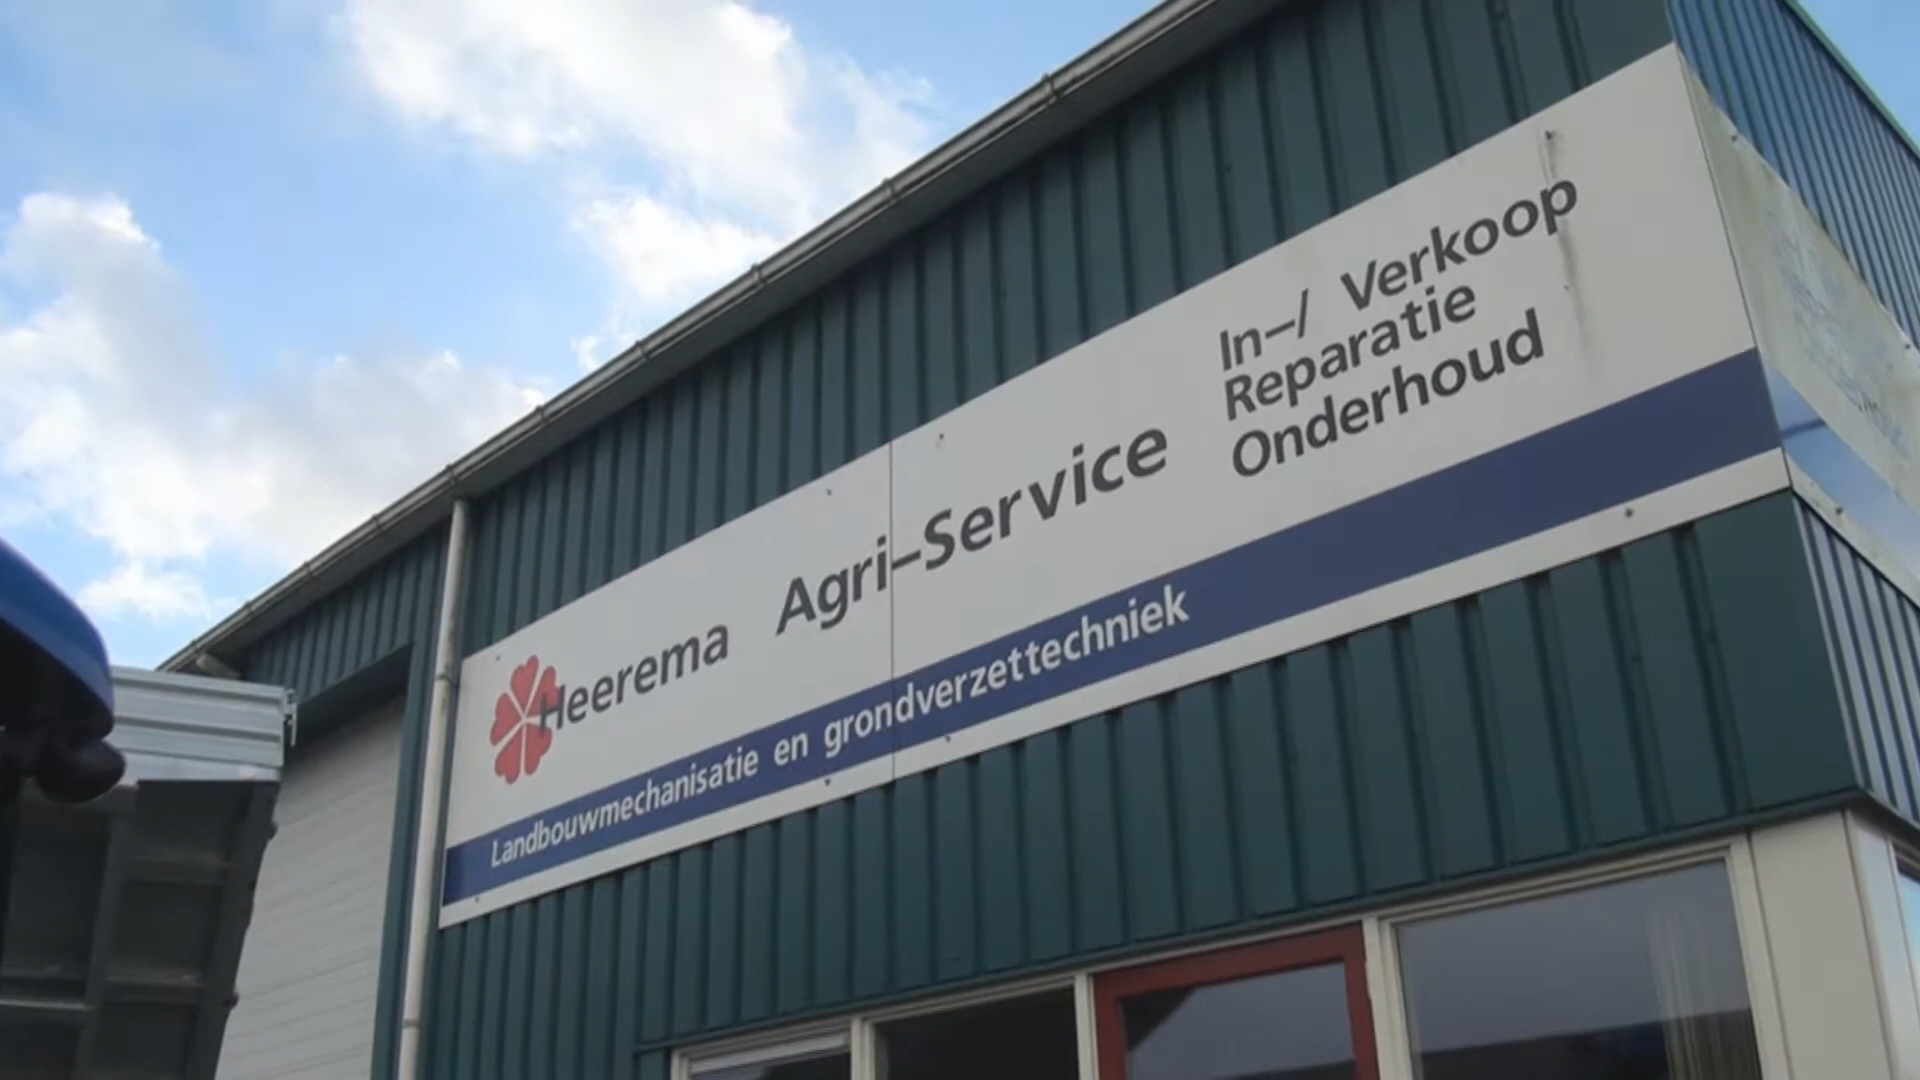 Heerema Agri-Service
In-/ Verkoop
Reparatie
Onderhoud
Landbouwmechanisatie en grondverzettechniek